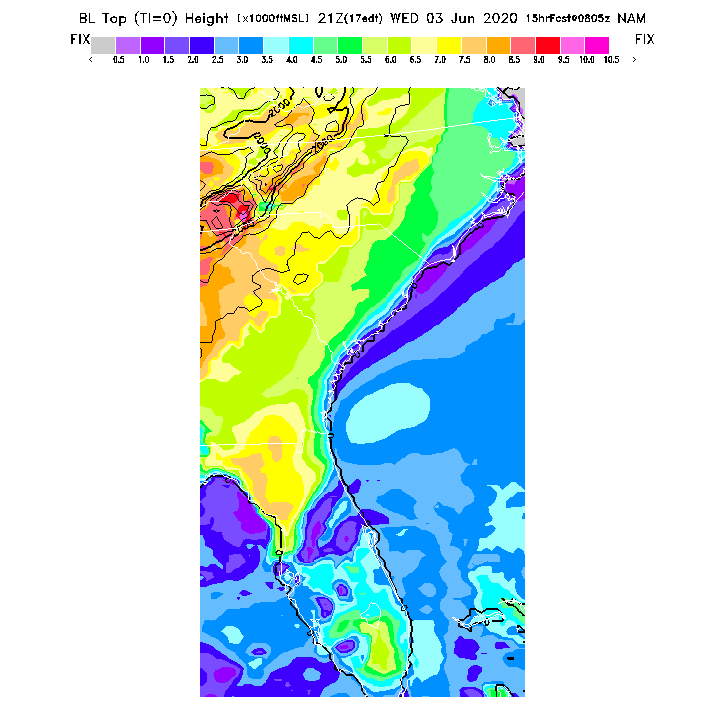 BL Top (TI=0) Height [x1000ftMSL] 21Z(17edt) WED 03 Jun 2020 15hrFcst@0805z NAM
FIX FIX
< 0.5 1.0 1.5 2.0 2.5 3.0 3.5 4.0 4.5 5.0 5.5 6.0 6.5 7.0 7.5 8.0 8.5 9.0 9.5 10.0 10.5 >
2000
2000
2000